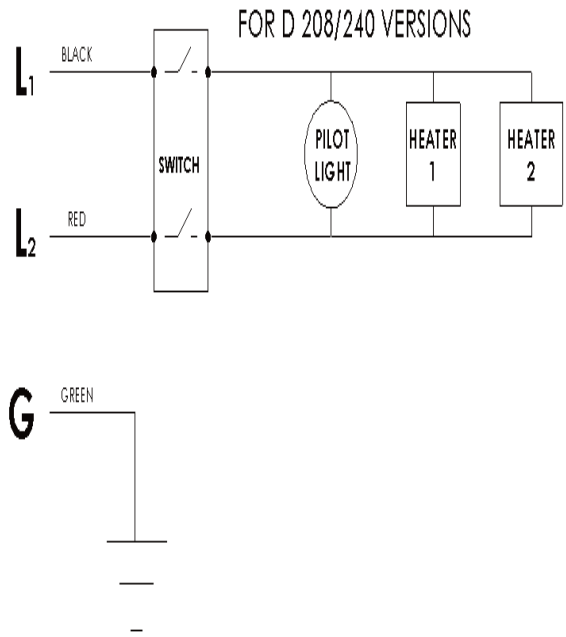 FOR D 208/240 VERSIONS
L1 BLACK
SWITCH
PILOT LIGHT
HEATER 1
HEATER 2
L2 RED
G GREEN